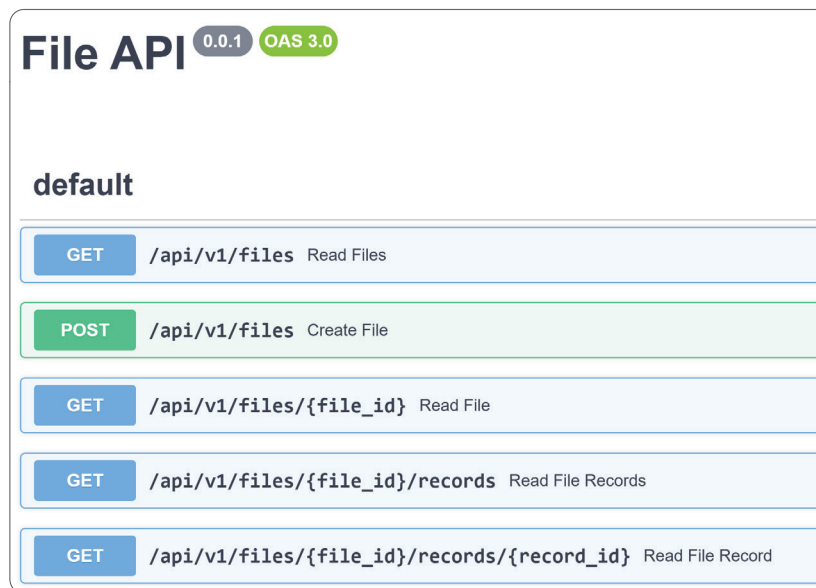 File API 0.0.1 OAS 3.0
default
GET /api/v1/files Read Files
POST /api/v1/files Create File
GET /api/v1/files/{file_id} Read File
GET /api/v1/files/{file_id}/records Read File Records
GET /api/v1/files/{file_id}/records/{record_id} Read File Record